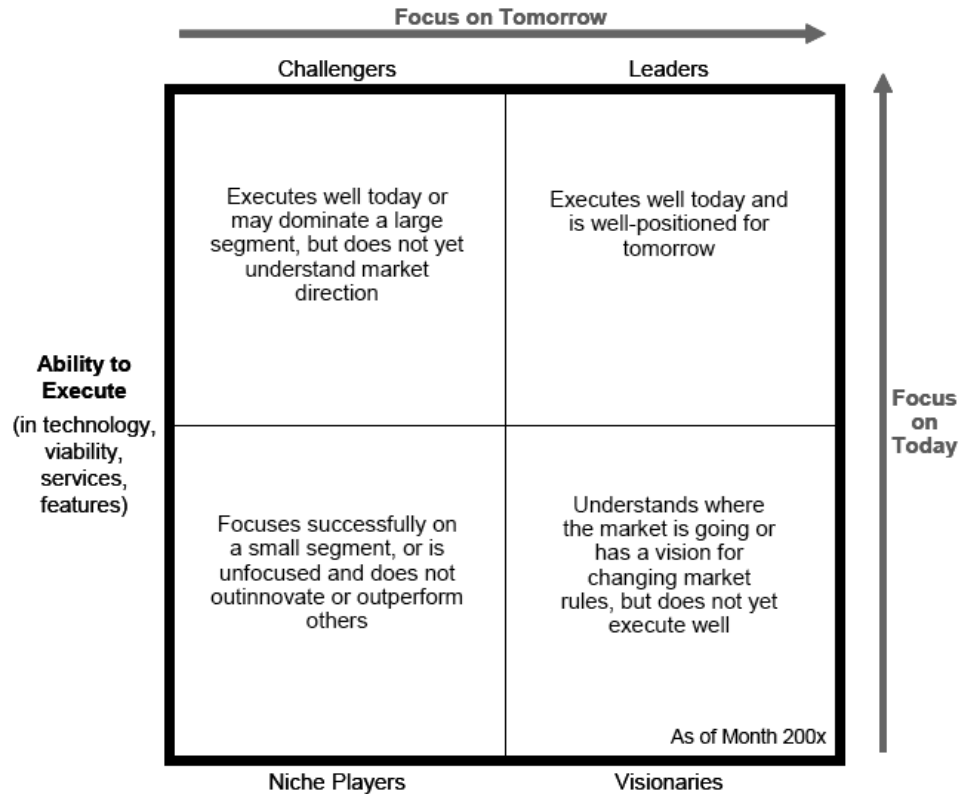 Focus on Tomorrow
Challengers
Leaders
Executes well today or
may dominate a large
segment, but does not yet
understand market
direction
Executes well today and
is well-positioned for
tomorrow
Ability to
Execute
(in technology,
viability,
services,
features)
Focus
on
Today
Focuses successfully on
a small segment, or is
unfocused and does not
outinnovate or outperform
others
Understands where
the market is going or
has a vision for
changing market
rules, but does not yet
execute well
As of Month 200x
Niche Players
Visionaries